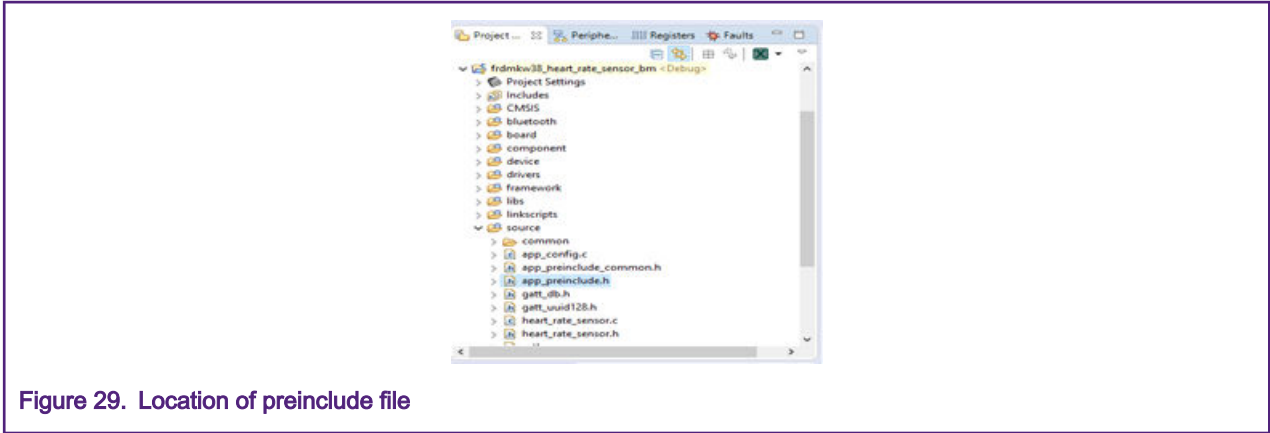 Project ... Periphe... Registers Faults
frdmkw38_heart_rate_sensor_bm <Debug>
Project Settings
Includes
CMSIS
bluetooth
board
component
device
drivers
framework
libs
linkscripts
source
common
app_config.c
app_preinclude_common.h
app_preinclude.h
gatt_db.h
gatt_uuid128.h
heart_rate_sensor.c
heart_rate_sensor.h
Figure 29. Location of preinclude file